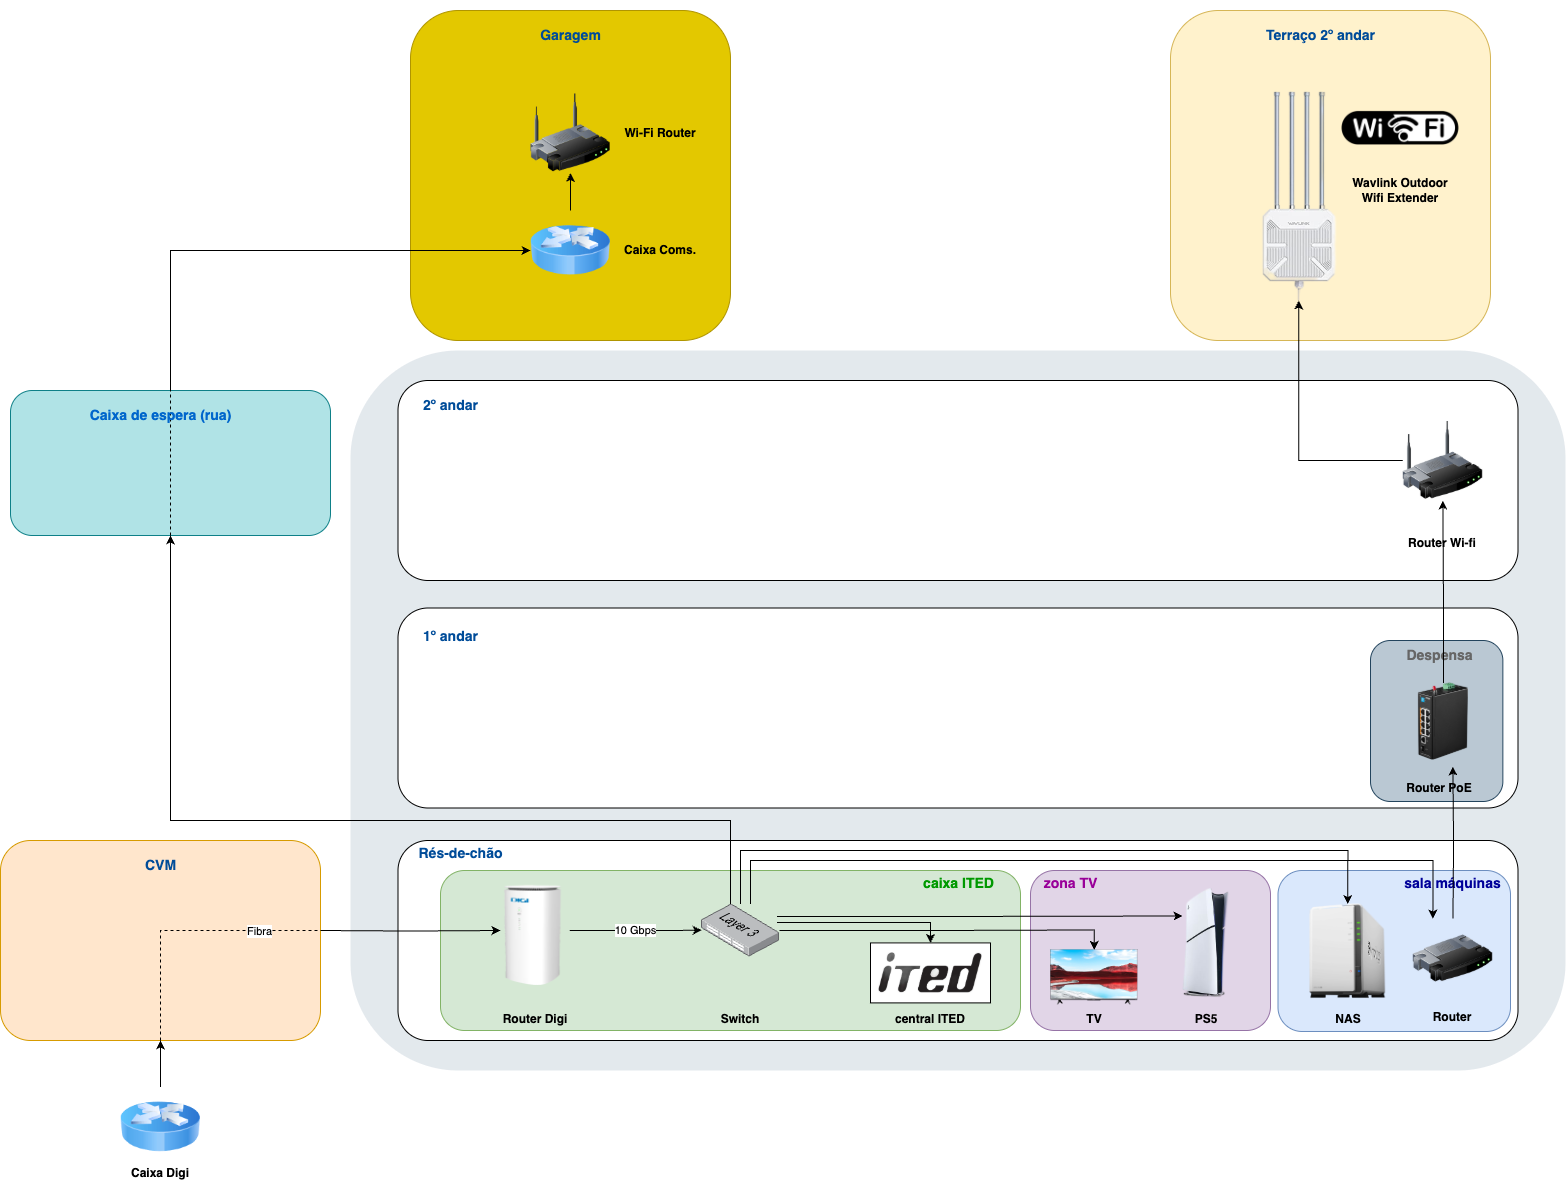 Garagem
Wi-Fi Router
Caixa Coms.
Terraço 2º andar
Wi Fi
Wavlink Outdoor
Wifi Extender
WAVLINK
Caixa de espera (rua)
2º andar
Router Wi-fi
1º andar
Despensa
Router PoE
CVM
Fibra
Rés-de-chão
caixa ITED
DIGI
10 Gbps
Layer 3
iTed
Router Digi
Switch
central ITED
zona TV
TV
PS5
sala máquinas
NAS
Router
Caixa Digi